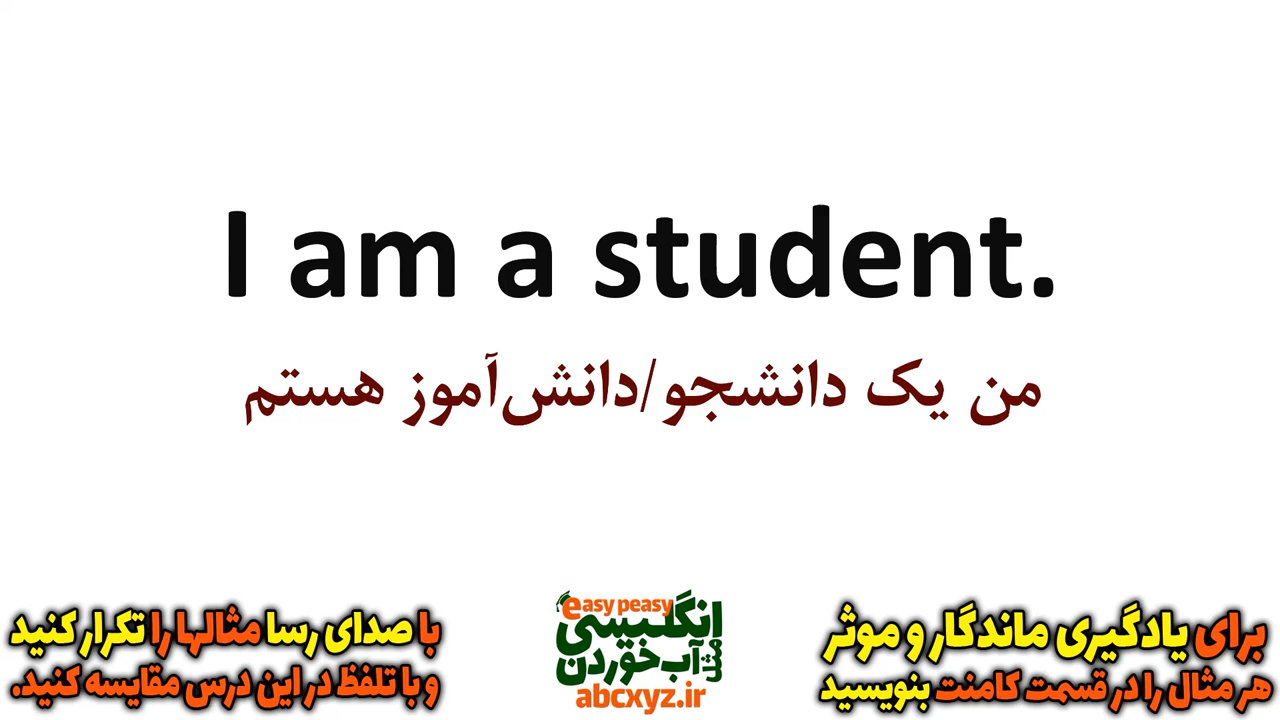 I am a student.
من یک دانشجو/دانش‌آموز هستم
برای یادگیری ماندگار و موثر
هر مثال را در قسمت کامنت بنویسید
easy peasy
انگلیسی
مثل
آب خوردن
abcxyz.ir
با صدای رسا مثالها را تکرار کنید
و با تلفظ در این درس مقایسه کنید.